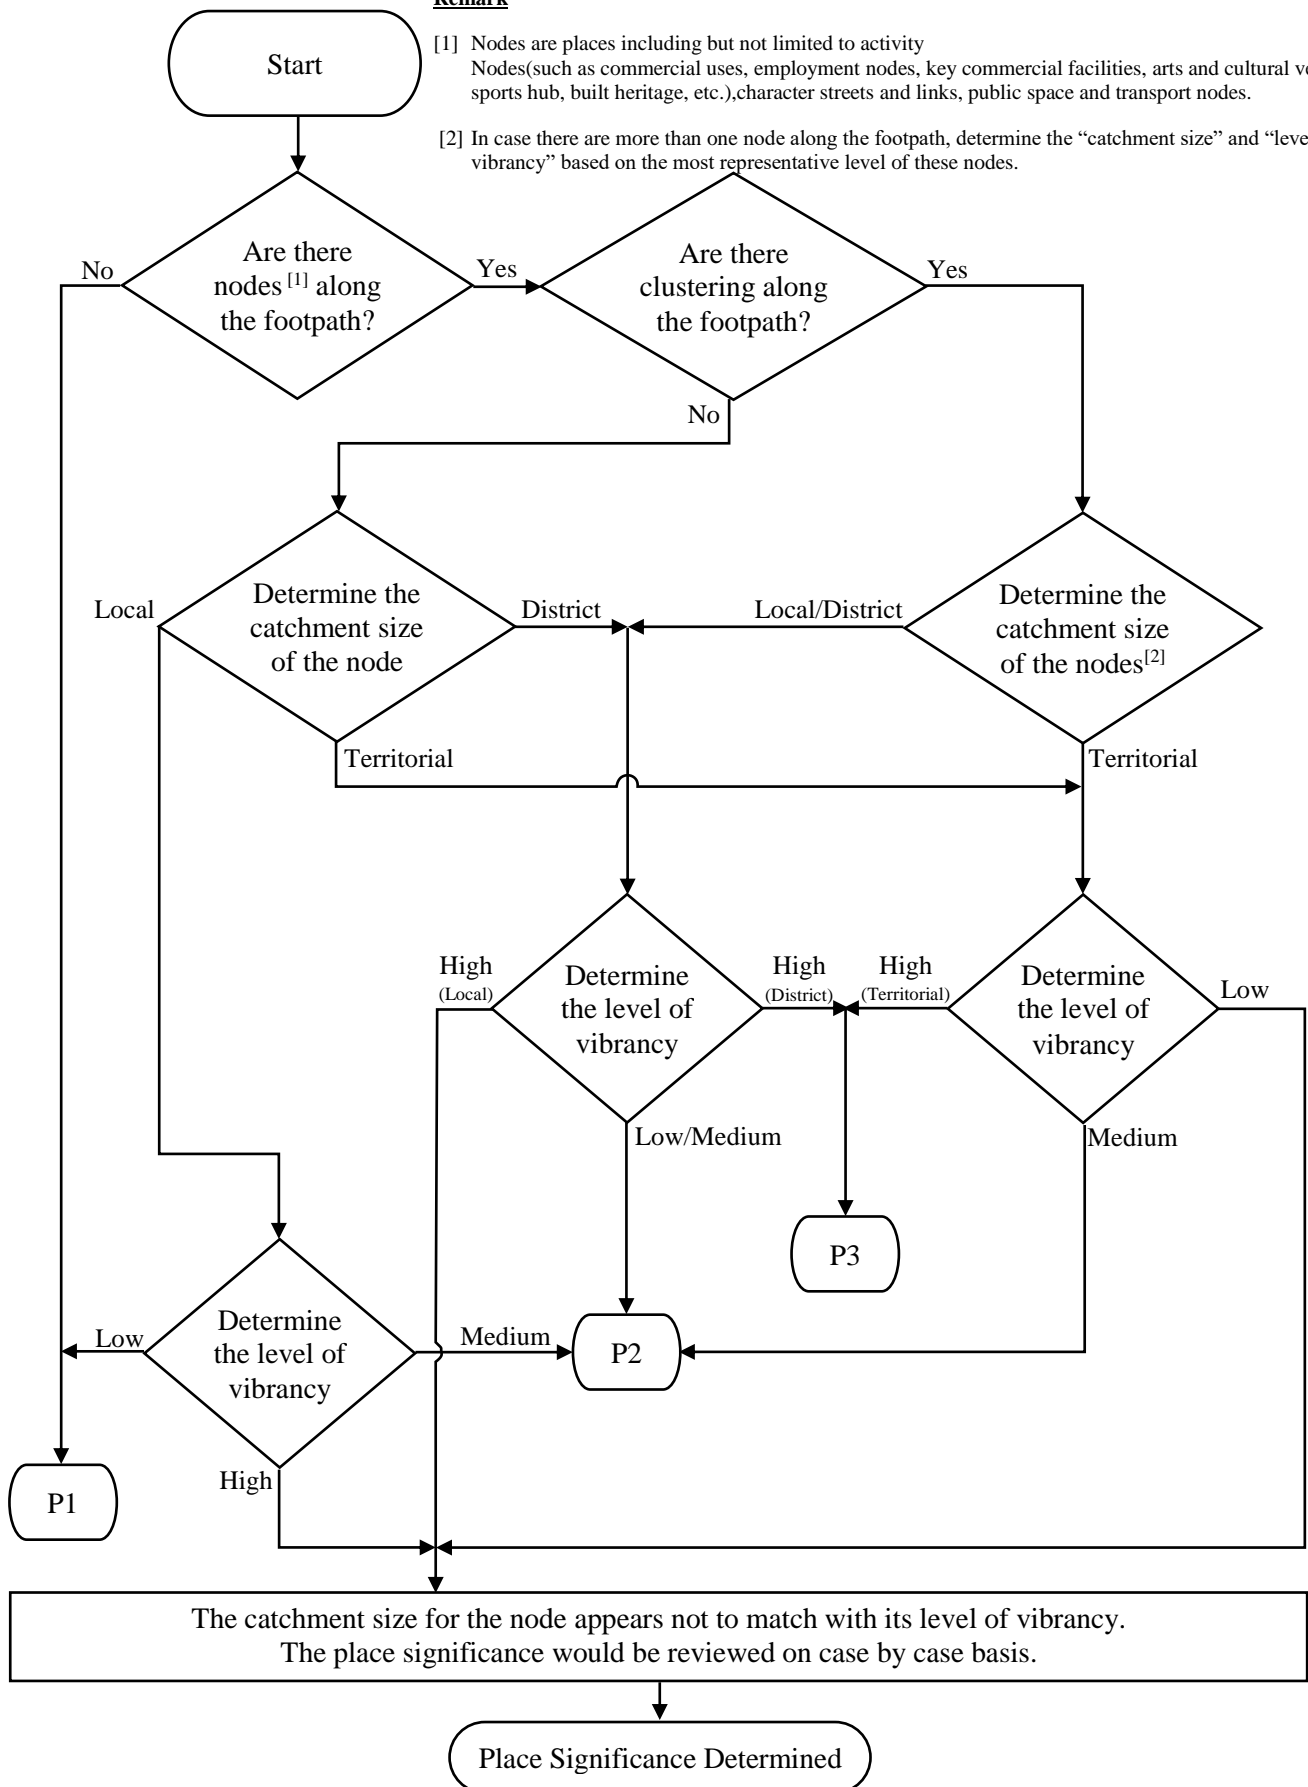 Remark
Start
[1] Nodes are places including but not limited to activity
Nodes(such as commercial uses, employment nodes, key commercial facilities, arts and cultural
sports hub, built heritage, etc.),character streets and links, public space and transport nodes.
[2] In case there are more than one node along the footpath, determine the “catchment size” and
vibrancy” based on the most representative level of these nodes.
Are there
nodes [1] along
the footpath?
No
Yes
Are there
clustering along
the footpath?
Yes
No
Local
Determine the
catchment size
of the node
District
Local/District
Determine the
catchment size
of the nodes[2]
Territorial
Territorial
High
(Local)
Determine
the level of
vibrancy
High
(District)
High
(Territorial)
Determine
the level of
vibrancy
Low
Low/Medium
Medium
P3
Low
Determine
the level of
vibrancy
Medium
P2
High
P1
The catchment size for the node appears not to match with its level of vibrancy.
The place significance would be reviewed on case by case basis.
Place Significance Determined